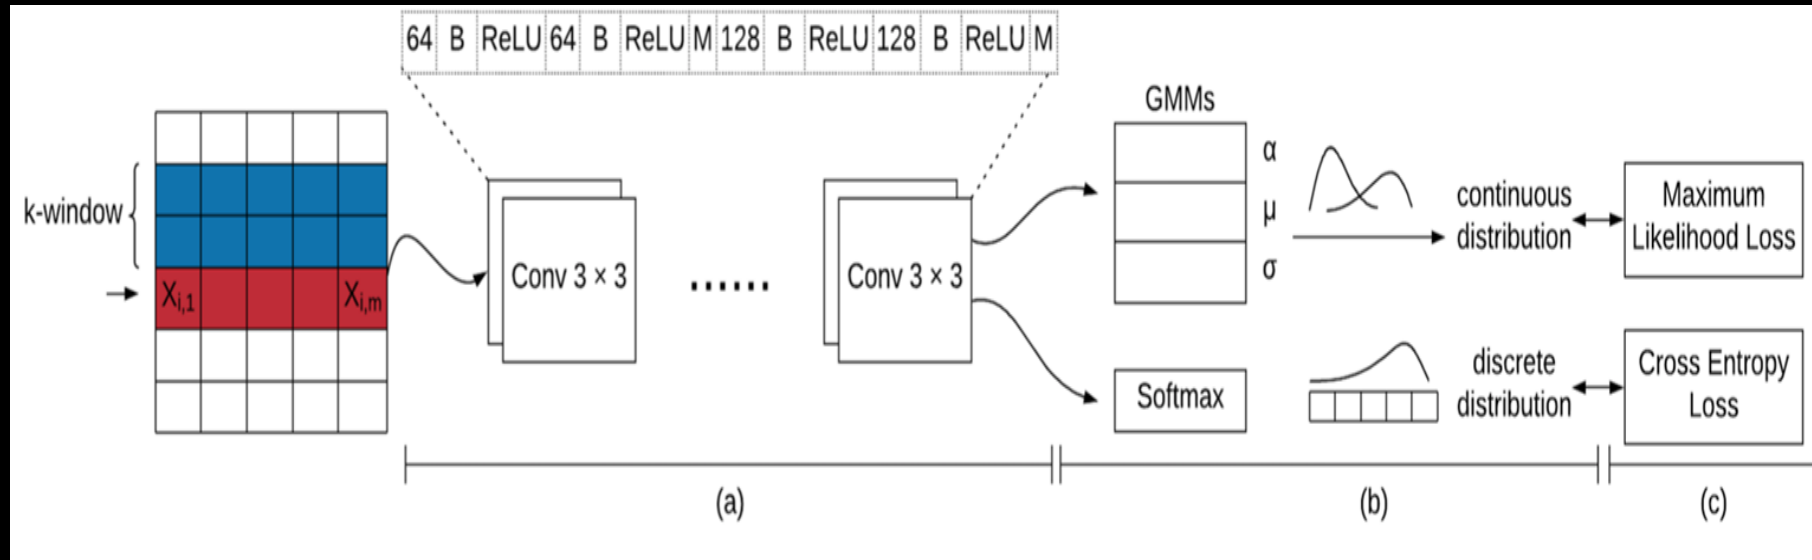 64 B ReLU 64 B ReLU M 128 B ReLU 128 B ReLU M
k-window
Xi,1
Xi,m
Conv 3 × 3
......
Conv 3 × 3
GMMs
α
μ
σ
continuous
distribution
Maximum
Likelihood Loss
Softmax
discrete
distribution
Cross Entropy
Loss
(a)
(b)
(c)